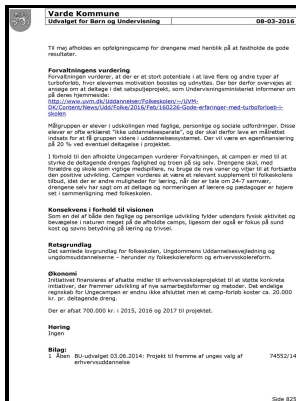 Varde Kommune
Udvalget for Børn og Undervisning 08-03-2016
Til maj afholdes en opfølgningscamp for drengene med henblik på at fastholde de gode
resultater.
Forvaltningens vurdering
Forvaltningen vurderer, at der er et stort potentiale i at lave flere og andre typer af
turboforløb, hvor elevernes motivation boostes og udnyttes. Der bør derfor overvejes at
ansøge om at deltage i det satspuljeprojekt, som Undervisningsministeriet informerer om
på deres hjemmeside:
http://www.uvm.dk/Uddannelser/Folkeskolen/~/UVM-
DK/Content/News/Udd/Folke/2016/Feb/160226-Gode-erfaringer-med-turboforloeb-i-
skolen
Målgruppen er elever i udskolingen med faglige, personlige og sociale udfordringer. Disse
elever er ofte erklæret "ikke uddannelsesparate", og der skal derfor laves en målrettet
indsats for at få gruppen videre i uddannelsessystemet. Der vil være en egenfinansiering
på 20 % ved eventuel deltagelse i projektet.
I forhold til den afholdte Ungecampen vurderer Forvaltningen, at campen er med til at
styrke de deltagende drenges faglighed og troen på sig selv. Drengene skal, med
forældre og skole som vigtige medspillere, nu bruge de nye vaner og viljer til at fortsætte
den positive udvikling. Campen vurderes at være et relevant supplement til folkeskolens
tilbud, idet der er andre muligheder for læring, når der er tale om 24-7 samvær,
drengene selv har sagt om at deltage og normeringen af lærere og pædagoger er højere
set i sammenligning med folkeskolen.
Konsekvens i forhold til visionen
Som en del af både den faglige og personlige udvikling fylder udendørs fysisk aktivitet og
bevægelse i naturen meget på de afholdte camps, ligesom der også er fokus på sund
kost og søvns betydning på læring og trivsel.
Retsgrundlag
Det samlede lovgrundlag for folkeskolen, Ungdommens Uddannelsesvejledning og
ungdomsuddannelserne – herunder ny folkeskolereform og erhvervsskolereform.
Økonomi
Initiativet finansieres af afsatte midler til erhvervsskoleprojektet til at støtte konkrete
initiativer, der fremmer udvikling af nye samarbejdsformer og metoder. Det endelige
regnskab for Ungecampen er endnu ikke afsluttet men et camp-forløb koster ca. 20.000
kr. pr. deltagende dreng.
Der er afsat 700.000 kr. i 2015, 2016 og 2017 til projektet.
Høring
Ingen
Bilag:
1 Åben BU-udvalget 03.06.2014: Projekt til fremme af unges valg af 74552/14
erhvervsuddannelse
Side 825